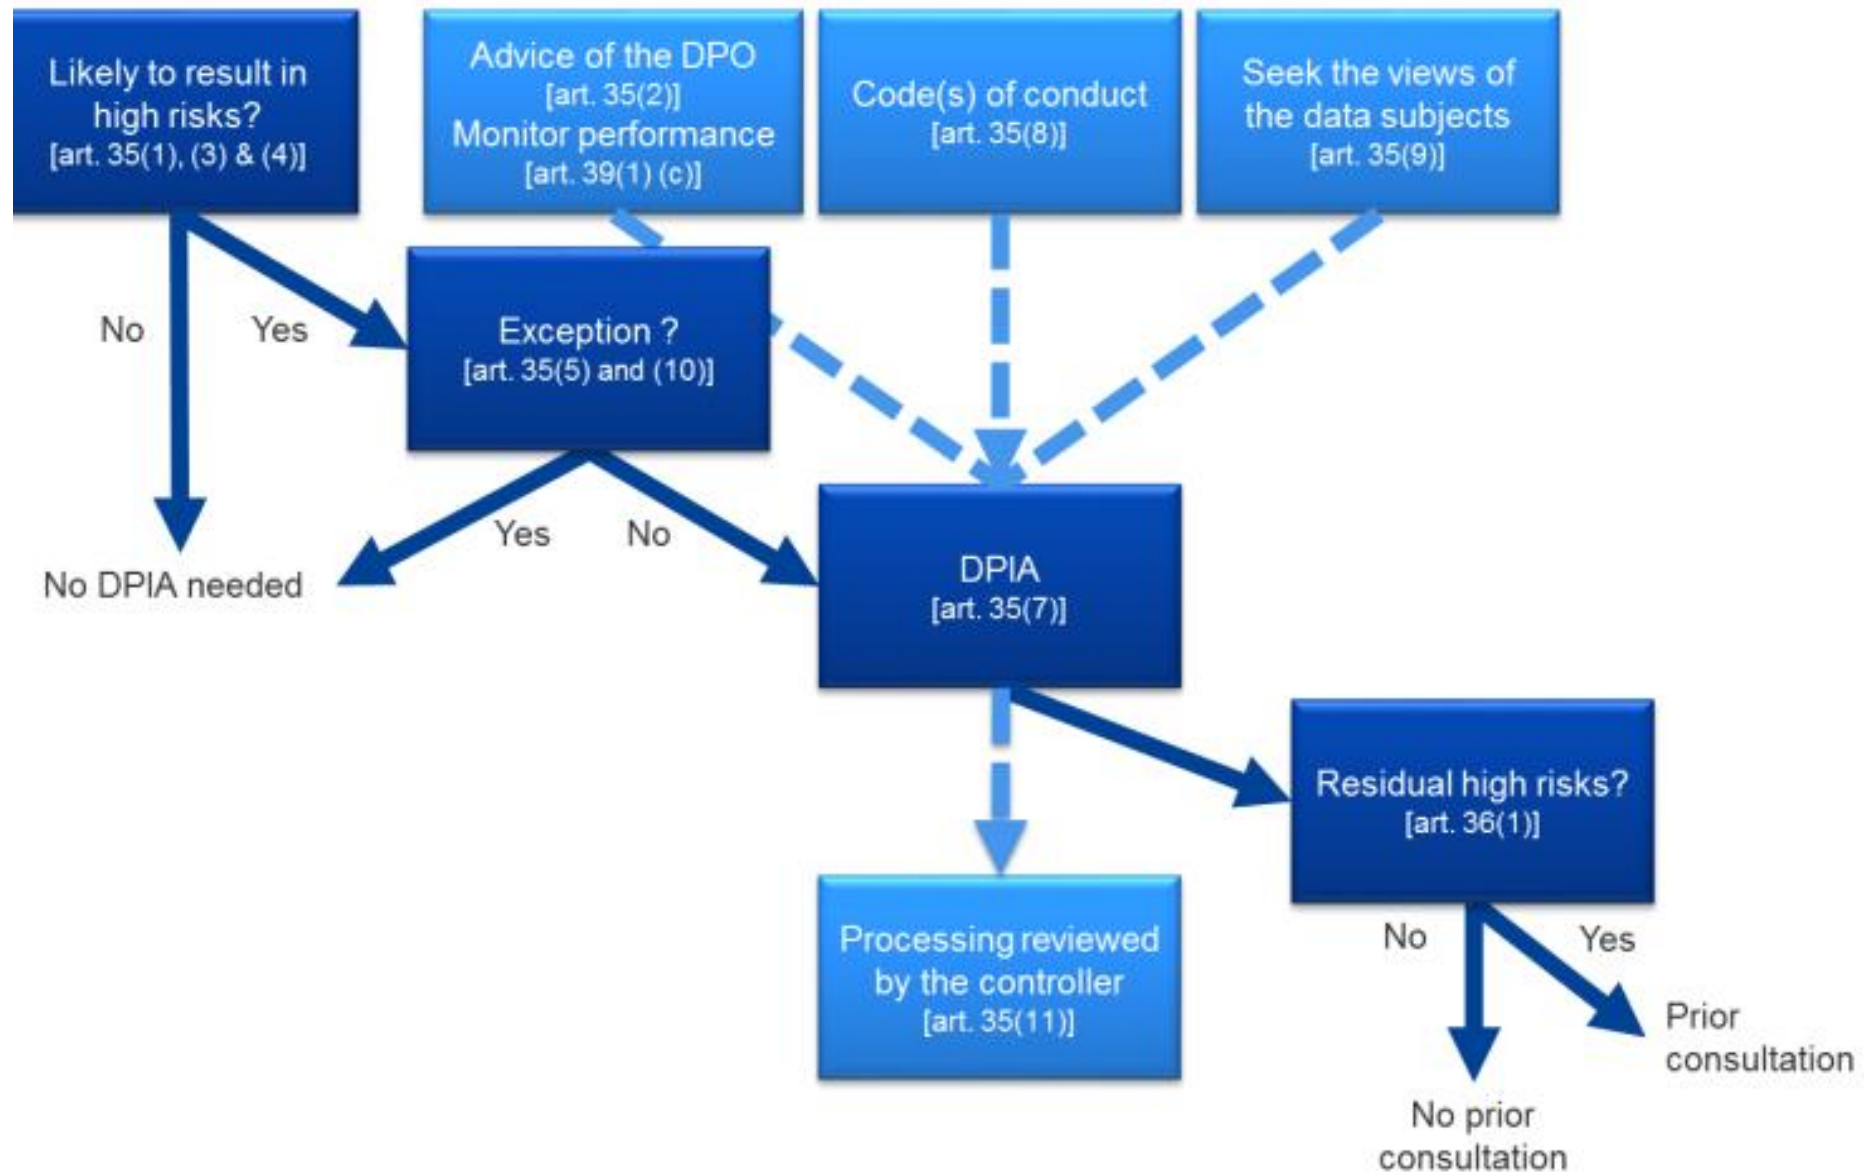 Likely to result in
high risks?
[art. 35(1), (3) & (4)]
Advice of the DPO
[art. 35(2)]
Monitor performance
[art. 39(1) (c)]
Code(s) of conduct
[art. 35(8)]
Seek the views of
the data subjects
[art. 35(9)]
No
Yes
Exception ?
[art. 35(5) and (10)]
Yes
No
No DPIA needed
DPIA
[art. 35(7)]
Residual high risks?
[art. 36(1)]
Processing reviewed
by the controller
[art. 35(11)]
No
Yes
Prior
consultation
No prior
consultation